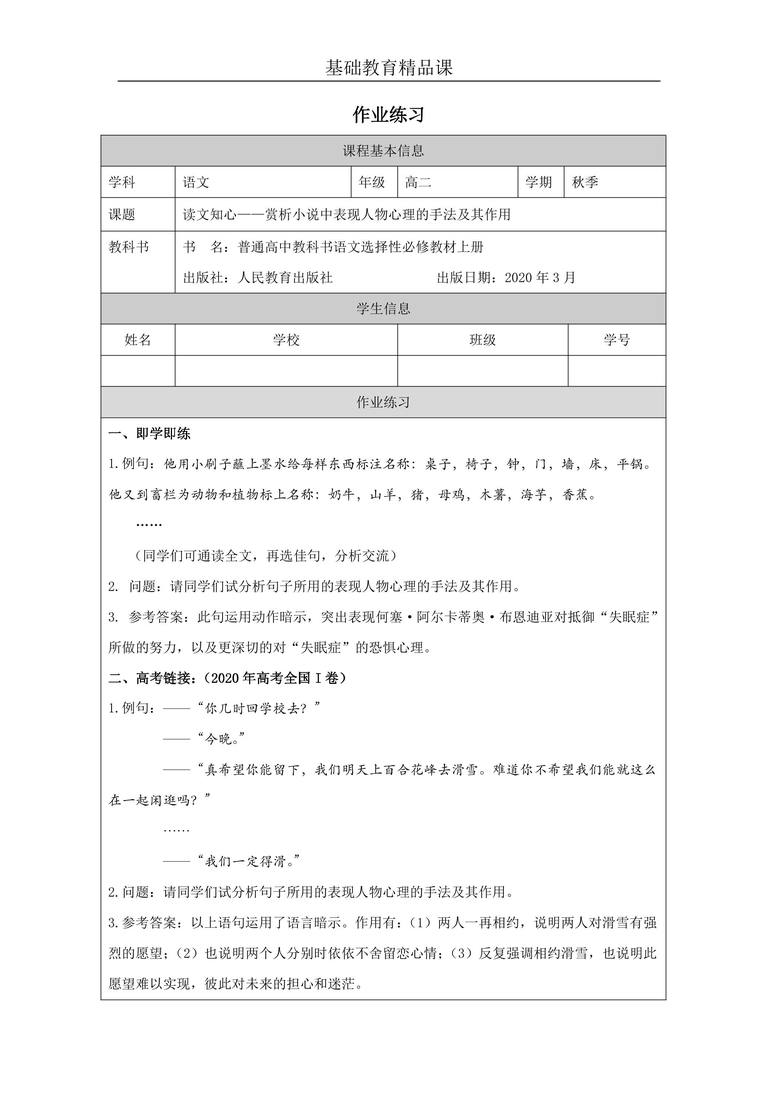 基础教育精品课
作业练习
课程基本信息
学科 语文 年级 高二 学期 秋季
课题 读文知心——赏析小说中表现人物心理的手法及其作用
教科书 书 名：普通高中教科书语文选择性必修教材上册
出版社：人民教育出版社 出版日期：2020 年 3 月
学生信息
姓名 学校 班级 学号
作业练习
一、即学即练
1.例句：他用小刷子蘸上墨水给每样东西标注名称：桌子，椅子，钟，门，墙，床，平锅。
他又到畜栏为动物和植物标上名称：奶牛，山羊，猪，母鸡，木薯，海芋，香蕉。
……
（同学们可通读全文，再选佳句，分析交流）
2. 问题：请同学们试分析句子所用的表现人物心理的手法及其作用。
3. 参考答案：此句运用动作暗示，突出表现何塞·阿尔卡蒂奥·布恩迪亚对抵御“失眠症”
所做的努力，以及更深切的对“失眠症”的恐惧心理。
二、高考链接：（2020 年高考全国 I 卷）
1.例句：——“你几时回学校去？”
——“今晚。”
——“真希望你能留下，我们明天上百合花峰去滑雪。难道你不希望我们能就这么
在一起闲逛吗？”
……
——“我们一定得滑。”
2.问题：请同学们试分析句子所用的表现人物心理的手法及其作用。
3.参考答案：以上语句运用了语言暗示。作用有：（1）两人一再相约，说明两人对滑雪有强
烈的愿望；（2）也说明两个人分别时依依不舍留恋心情；（3）反复强调相约滑雪，也说明此
愿望难以实现，彼此对未来的担心和迷茫。